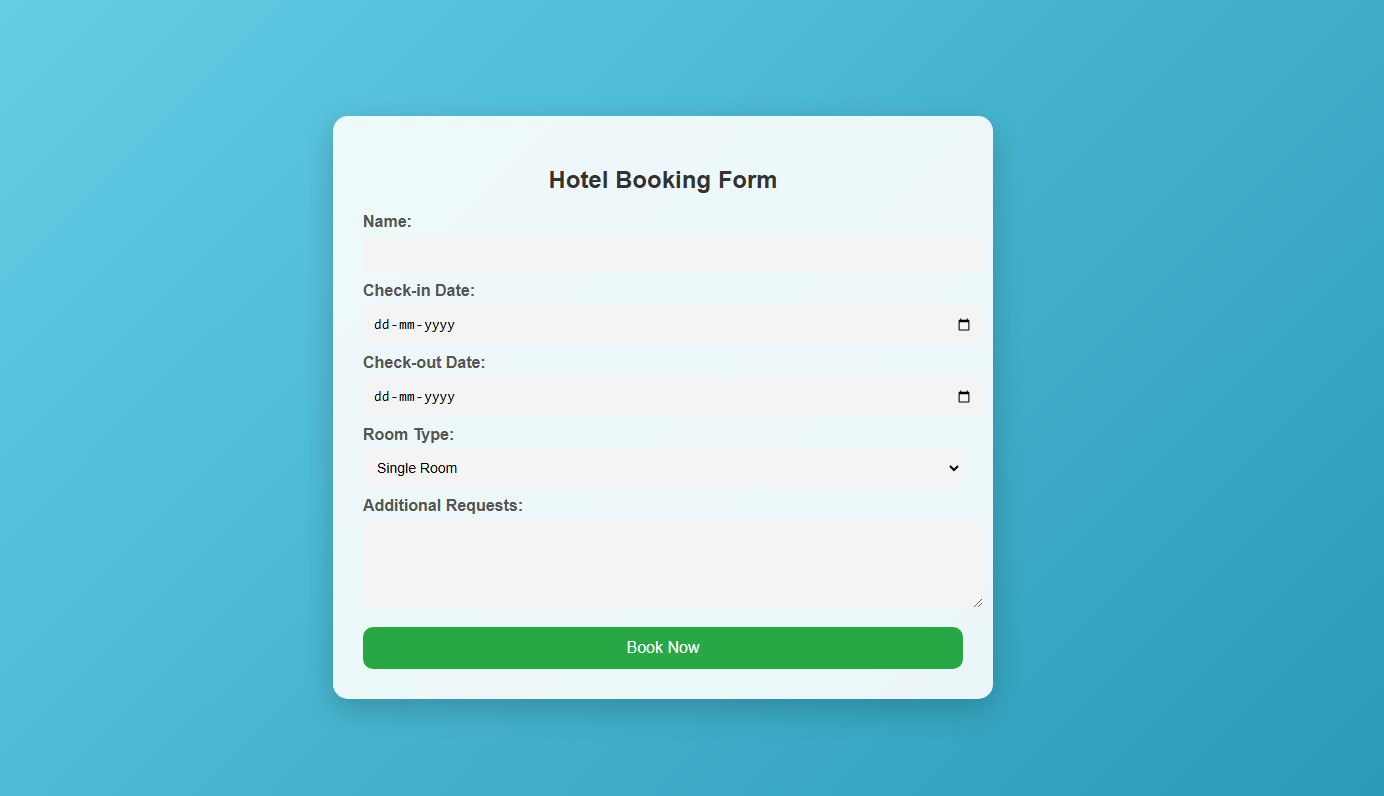 Hotel Booking Form
Name:
Check-in Date:
dd-mm-yyyy
Check-out Date:
dd-mm-yyyy
Room Type:
Single Room
Additional Requests:
Book Now